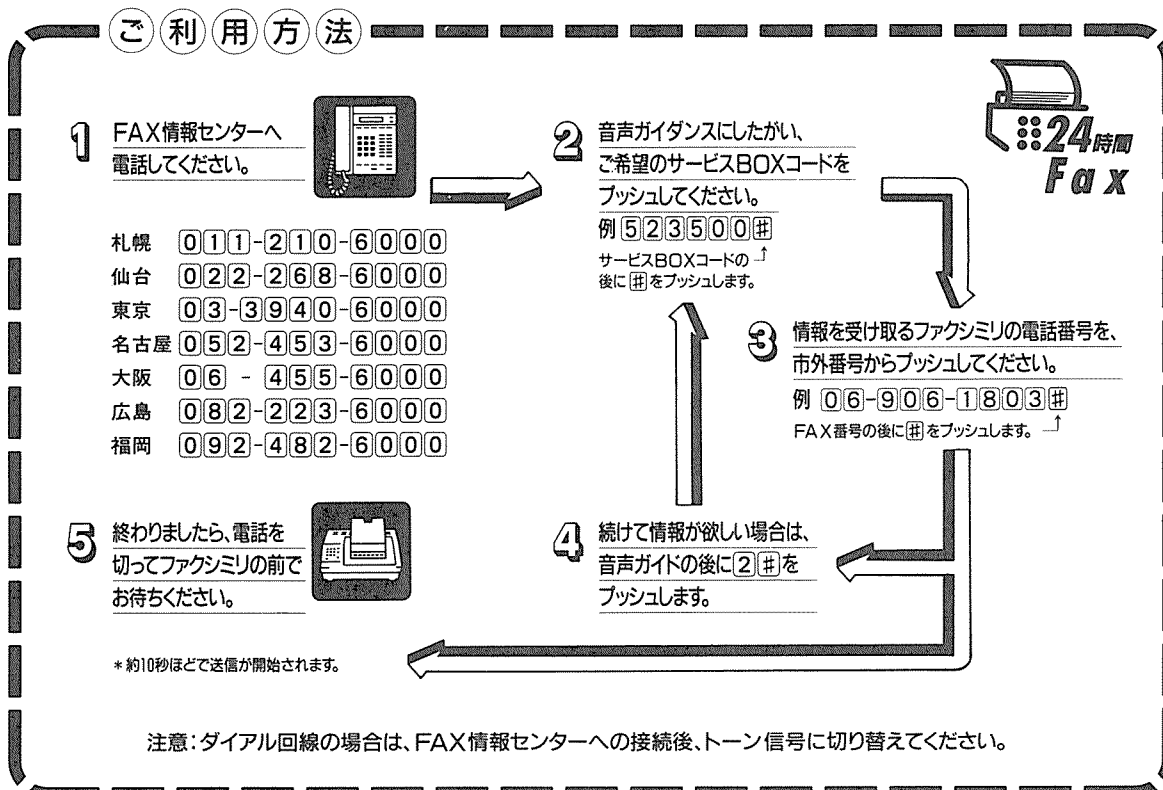 ご利用方法
24時間
Fax
1 FAX情報センターへ
電話してください。
札幌 011-210-6000
仙台 022-268-6000
東京 03-3940-6000
名古屋 052-453-6000
大阪 06 - 455-6000
広島 082-223-6000
福岡 092-482-6000
2 音声ガイダンスにしたがい、
ご希望のサービスBOXコードを
プッシュしてください。
例 523500#
サービスBOXコードの
後に#をプッシュします。
3 情報を受け取るファクシミリの電話番号を、
市外番号からプッシュしてください。
例 06-906-1803#
FAX番号の後に#をプッシュします。
4 続けて情報が欲しい場合は、
音声ガイドの後に2#を
プッシュします。
5 終わりましたら、電話を
切ってファクシミリの前で
お待ちください。
*約10秒ほどで送信が開始されます。
注意:ダイアル回線の場合は、FAX情報センターへの接続後、トーン信号に切り替えてください。